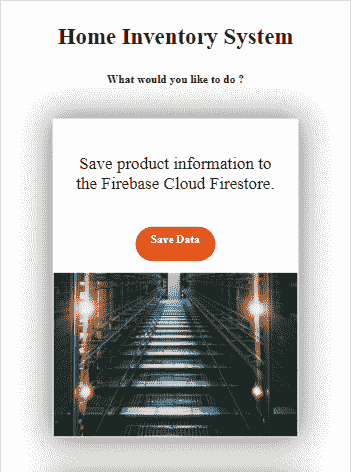 Home Inventory System
What would you like to do ?
Save product information to
the Firebase Cloud Firestore.
Save Data